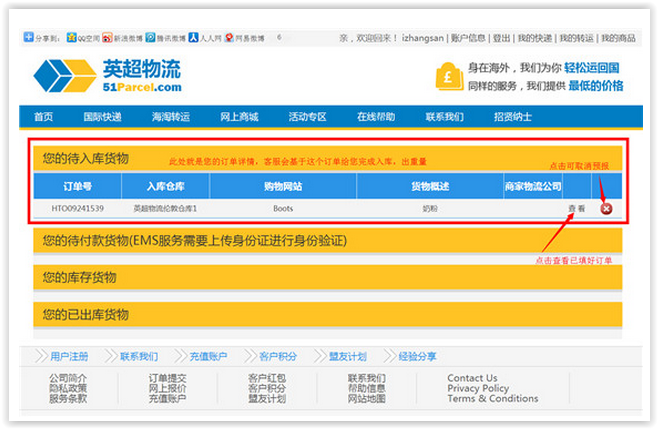 分享到: QQ空间 新浪微博 腾讯微博 人人网 网易微博 6
亲，欢迎回来！ izhangsan | 账户信息 | 登出 | 我的快递 | 我的转运 | 我的商品
英超物流
51Parcel.com
身在海外，我们为你 轻松运回国
同样的服务，我们提供 最低的价格
首页 国际快递 海淘转运 网上商城 活动专区 在线帮助 联系我们 招贤纳士
您的待入库货物 此处就是您的订单详情，客服会基于这个订单给您完成入库，出重量 点击可取消预报
订单号 入库仓库 购物网站 货物概述 商家物流公司
HTO09241539 英超物流伦敦仓库1 Boots 奶粉 查看
您的待付款货物(EMS服务需要上传身份证进行身份验证)
点击查看已填好订单
您的库存货物
您的已出库货物
用户注册 联系我们 充值账户 客户积分 盟友计划 经验分享
公司简介 订单提交 客户红包 联系我们 Contact Us
隐私政策 网上报价 客户积分 帮助信息 Privacy Policy
服务条款 充值账户 盟友计划 网站地图 Terms & Conditions